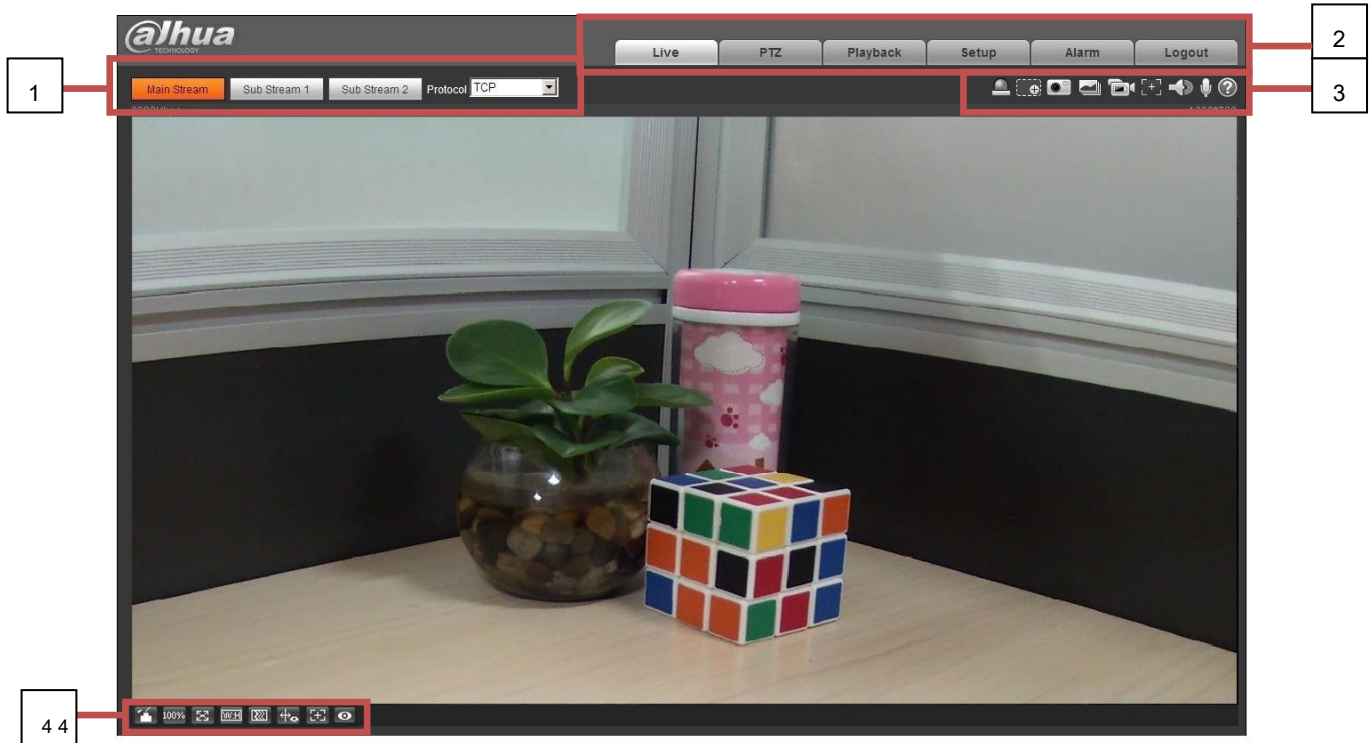 alhua
TECHNOLOGY
2
Live PTZ Playback Setup Alarm Logout
1
Main Stream Sub Stream 1 Sub Stream 2 Protocol TCP
3
4 4
100% W:H